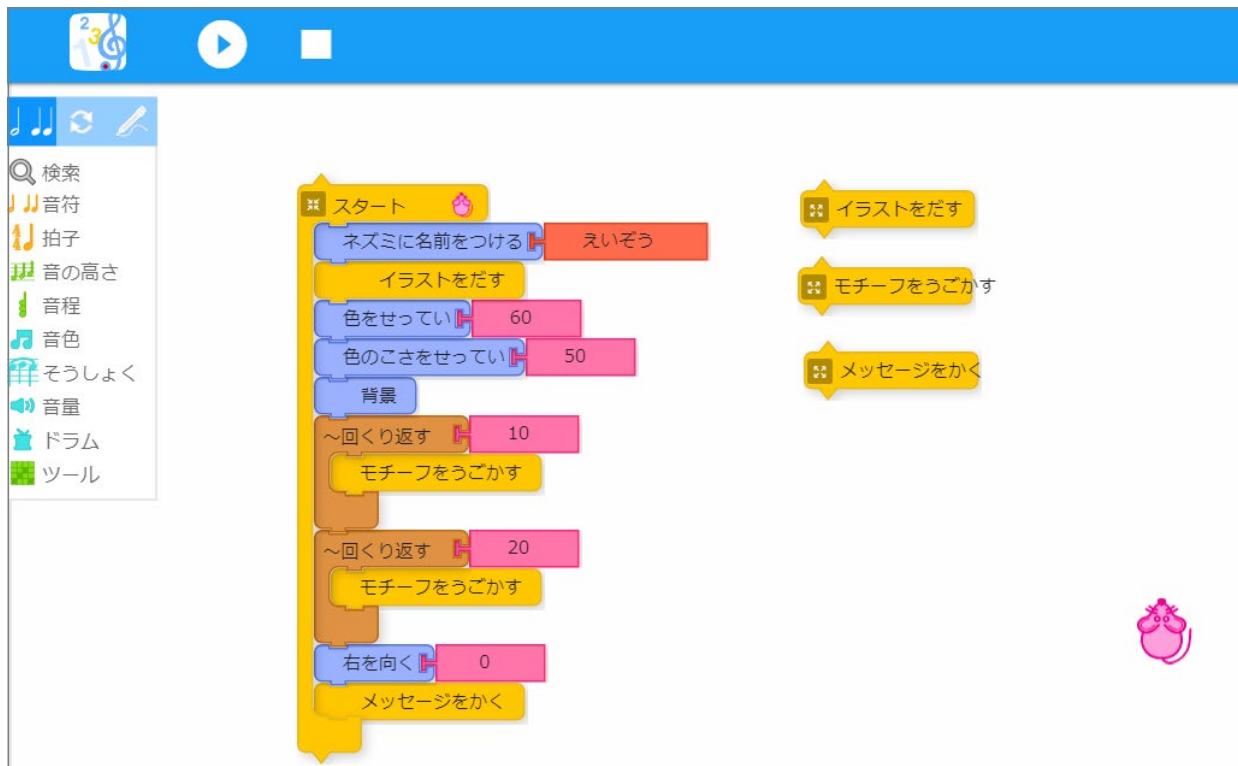 検索
音符
拍子
音の高さ
音程
音色
そうしょく
音量
ドラム
ツール
スタート
ネズミに名前をつける えいぞう
イラストをだす
色をせってい 60
色のこさをせってい 50
背景
～回くり返す 10
モチーフをうごかす
～回くり返す 20
モチーフをうごかす
右を向く 0
メッセージをかく
イラストをだす
モチーフをうごかす
メッセージをかく